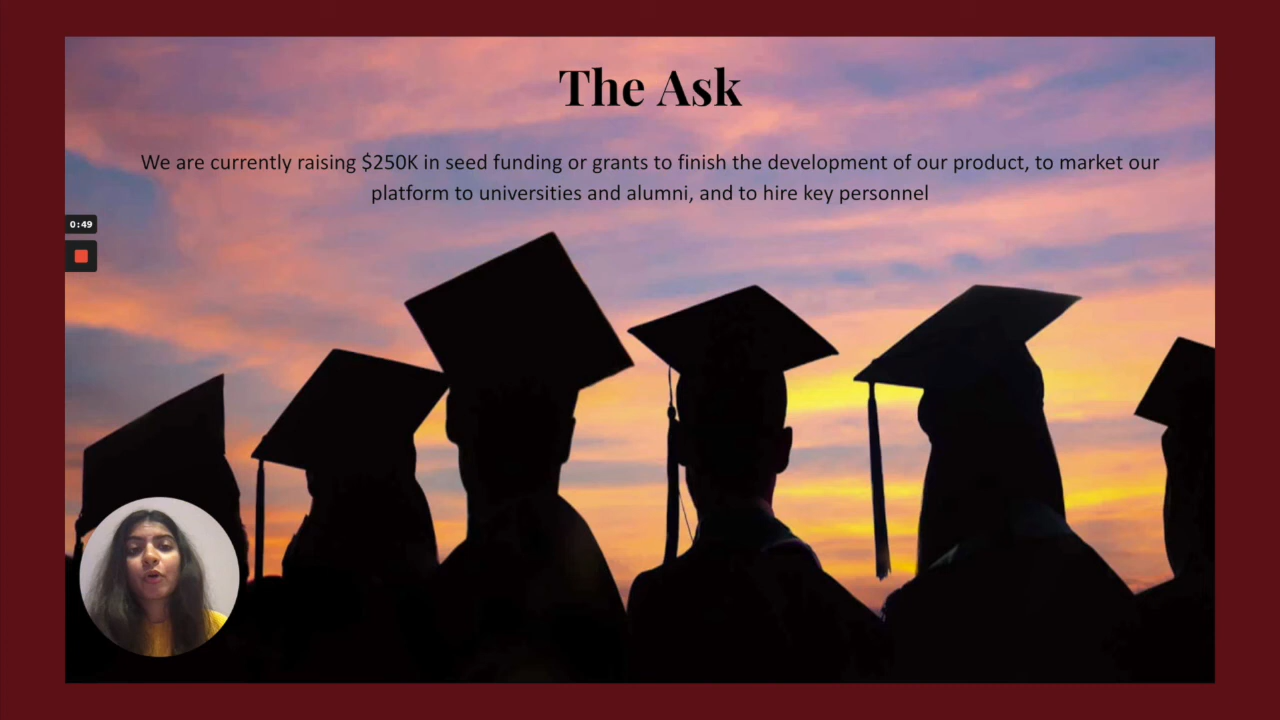 The Ask
We are currently raising $250K in seed funding or grants to finish the development of our product, to market our
platform to universities and alumni, and to hire key personnel
0:49